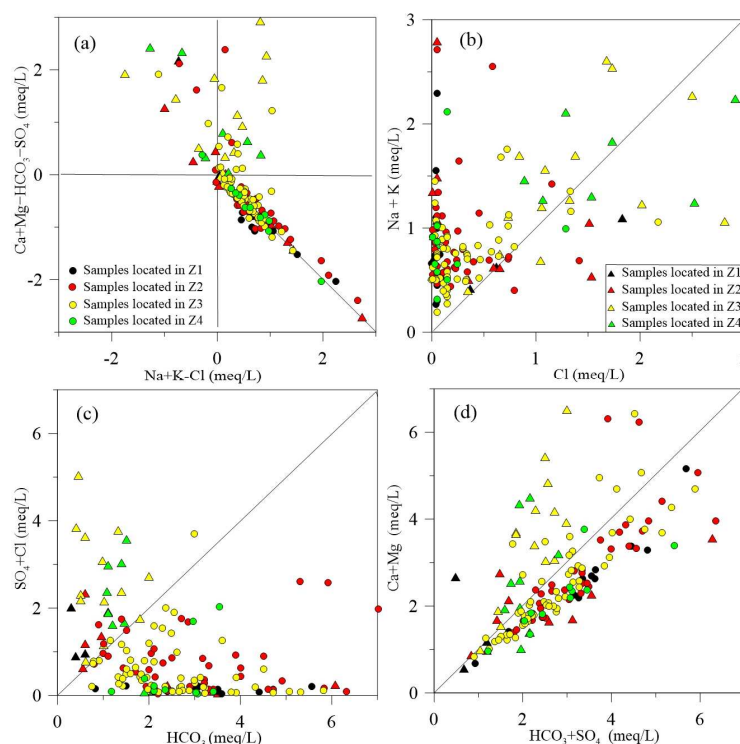 (a)
2
0
-2
-2
0
2
Ca+Mg−HCO3−SO4 (meq/L)
Na+K-Cl (meq/L)
Samples located in Z1
Samples located in Z2
Samples located in Z3
Samples located in Z4
(b)
3
2
1
0
0
1
2
Na + K (meq/L)
Cl (meq/L)
Samples located in Z1
Samples located in Z2
Samples located in Z3
Samples located in Z4
(c)
6
4
2
0
0
2
4
6
SO4+Cl (meq/L)
HCO3 (meq/L)
(d)
6
4
2
0
0
2
4
6
Ca+Mg (meq/L)
HCO3+SO4 (meq/L)